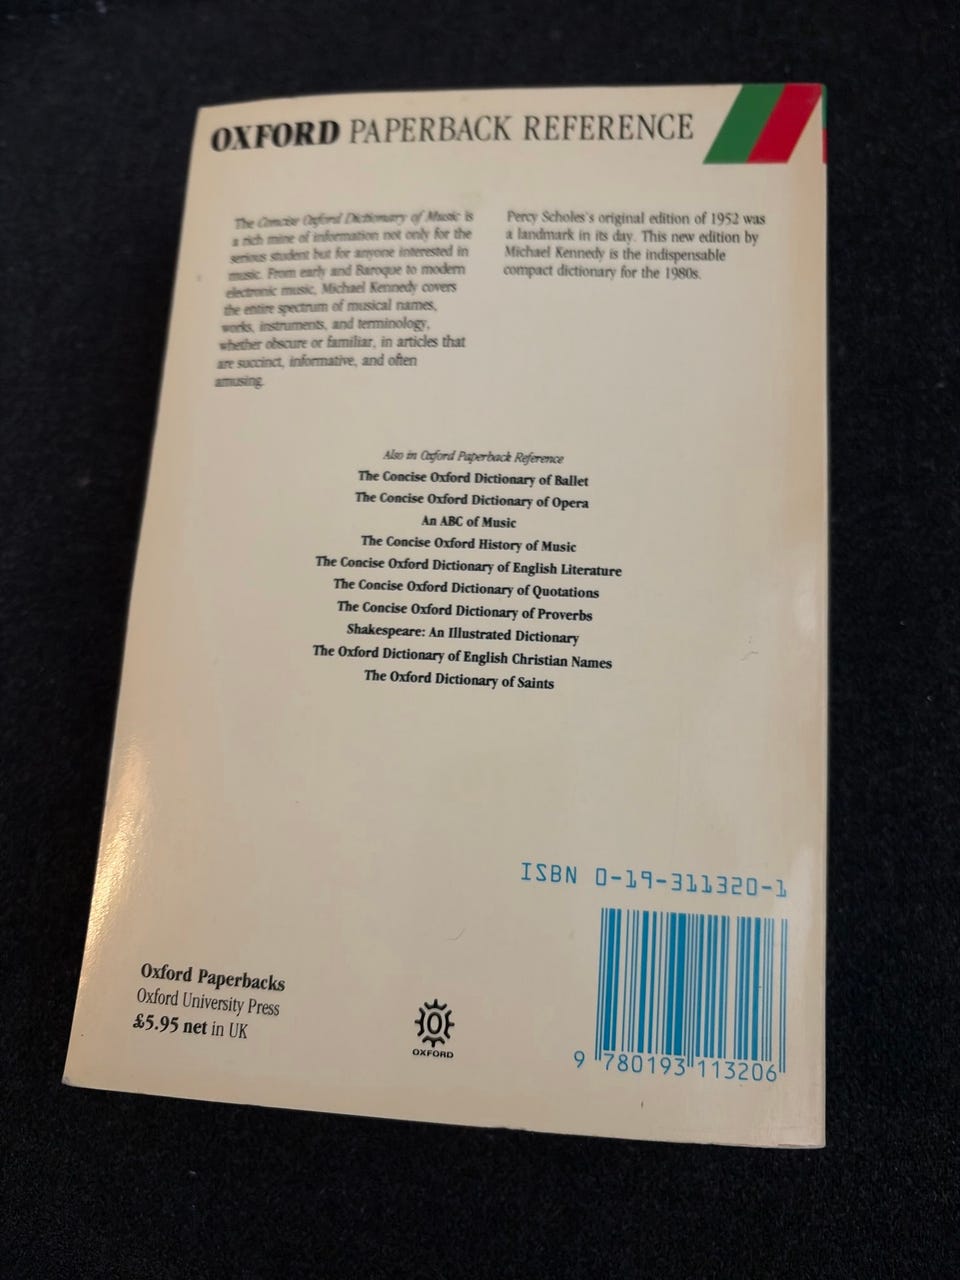 OXFORD PAPERBACK REFERENCE
The Concise Oxford Dictionary of Music is
a rich mine of information not only for the
serious student but for anyone interested in
music. From early and Baroque to modern
electronic music, Michael Kennedy covers
the entire spectrum of musical names,
works, instruments, and terminology,
whether obscure or familiar, in articles that
are succinct, informative, and often
amusing.
Percy Scholes's original edition of 1952 was
a landmark in its day. This new edition by
Michael Kennedy is the indispensable
compact dictionary for the 1980s.
Also in Oxford Paperback Reference
The Concise Oxford Dictionary of Ballet
The Concise Oxford Dictionary of Opera
An ABC of Music
The Concise Oxford History of Music
The Concise Oxford Dictionary of English Literature
The Concise Oxford Dictionary of Quotations
The Concise Oxford Dictionary of Proverbs
Shakespeare: An Illustrated Dictionary
The Oxford Dictionary of English Christian Names
The Oxford Dictionary of Saints
ISBN 0-19-311320-1
Oxford Paperbacks
Oxford University Press
£5.95 net in UK
OXFORD
9 780193 113206